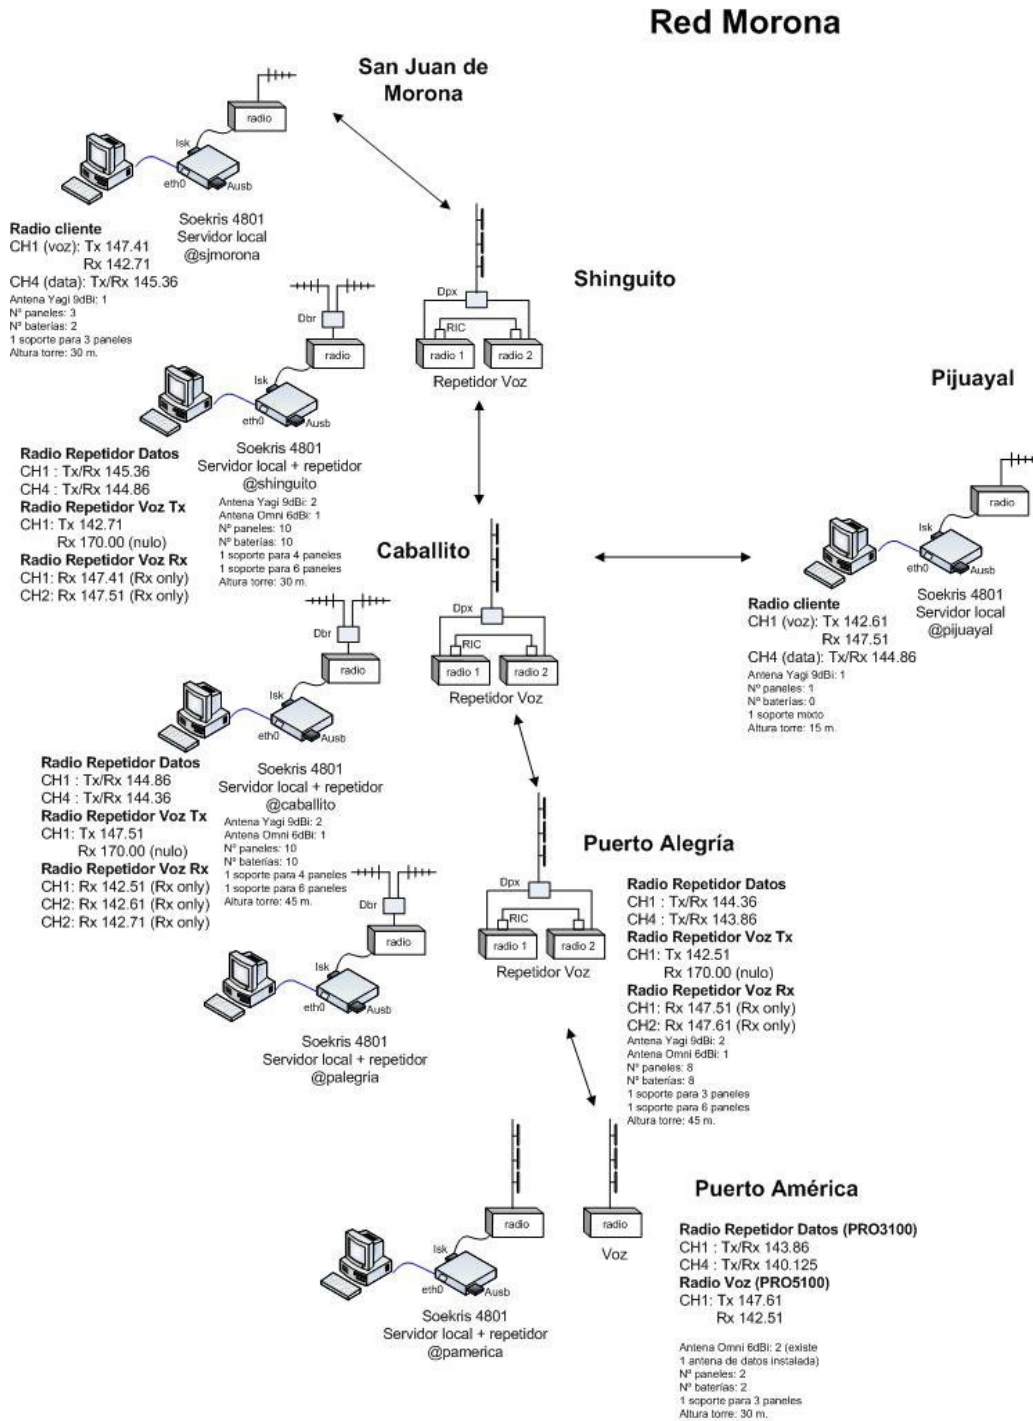 Red Morona
San Juan de
Morona
radio
Isk
eth0
Ausb
Soekris 4801
Servidor local
@sjmorona
Radio cliente
CH1 (voz): Tx 147.41
Rx 142.71
CH4 (data): Tx/Rx 145.36
Antena Yagi 9dBi: 1
Nº paneles: 3
Nº baterías: 2
1 soporte para 3 paneles
Altura torre: 30 m.
Shinguito
Dpx
RIC
radio 1
radio 2
Repetidor Voz
Dbr
radio
Isk
eth0
Ausb
Soekris 4801
Servidor local + repetidor
@shinguito
Radio Repetidor Datos
CH1 : Tx/Rx 145.36
CH4 : Tx/Rx 144.86
Radio Repetidor Voz Tx
CH1: Tx 142.71
Rx 170.00 (nulo)
Radio Repetidor Voz Rx
CH1: Rx 147.41 (Rx only)
CH2: Rx 147.51 (Rx only)
Antena Yagi 9dBi: 2
Antena Omni 6dBi: 1
Nº paneles: 10
Nº baterías: 10
1 soporte para 4 paneles
1 soporte para 6 paneles
Altura torre: 30 m.
Pijuayal
radio
Isk
eth0
Ausb
Soekris 4801
Servidor local
@pijuayal
Radio cliente
CH1 (voz): Tx 142.61
Rx 147.51
CH4 (data): Tx/Rx 144.86
Antena Yagi 9dBi: 1
Nº paneles: 1
Nº baterías: 0
1 soporte mixto
Altura torre: 15 m.
Caballito
Dpx
RIC
radio 1
radio 2
Repetidor Voz
Dbr
radio
Isk
eth0
Ausb
Soekris 4801
Servidor local + repetidor
@caballito
Radio Repetidor Datos
CH1 : Tx/Rx 144.86
CH4 : Tx/Rx 144.36
Radio Repetidor Voz Tx
CH1: Tx 147.51
Rx 170.00 (nulo)
Radio Repetidor Voz Rx
CH1: Rx 142.51 (Rx only)
CH2: Rx 142.61 (Rx only)
CH2: Rx 142.71 (Rx only)
Antena Yagi 9dBi: 2
Antena Omni 6dBi: 1
Nº paneles: 10
Nº baterías: 10
1 soporte para 4 paneles
1 soporte para 6 paneles
Altura torre: 45 m.
Puerto Alegría
Dpx
RIC
radio 1
radio 2
Repetidor Voz
Dbr
radio
Isk
eth0
Ausb
Soekris 4801
Servidor local + repetidor
@palegria
Radio Repetidor Datos
CH1 : Tx/Rx 144.36
CH4 : Tx/Rx 143.86
Radio Repetidor Voz Tx
CH1: Tx 142.51
Rx 170.00 (nulo)
Radio Repetidor Voz Rx
CH1: Rx 147.51 (Rx only)
CH2: Rx 147.61 (Rx only)
Antena Yagi 9dBi: 2
Antena Omni 6dBi: 1
Nº paneles: 8
Nº baterías: 8
1 soporte para 3 paneles
1 soporte para 6 paneles
Altura torre: 45 m.
Puerto América
radio
radio
Voz
Isk
eth0
Ausb
Soekris 4801
Servidor local + repetidor
@pamerica
Radio Repetidor Datos (PRO3100)
CH1 : Tx/Rx 143.86
CH4 : Tx/Rx 140.125
Radio Voz (PRO5100)
CH1: Tx 147.61
Rx 142.51
Antena Omni 6dBi: 2 (existe
1 antena de datos instalada)
Nº paneles: 2
Nº baterías: 2
1 soporte para 3 paneles
Altura torre: 30 m.